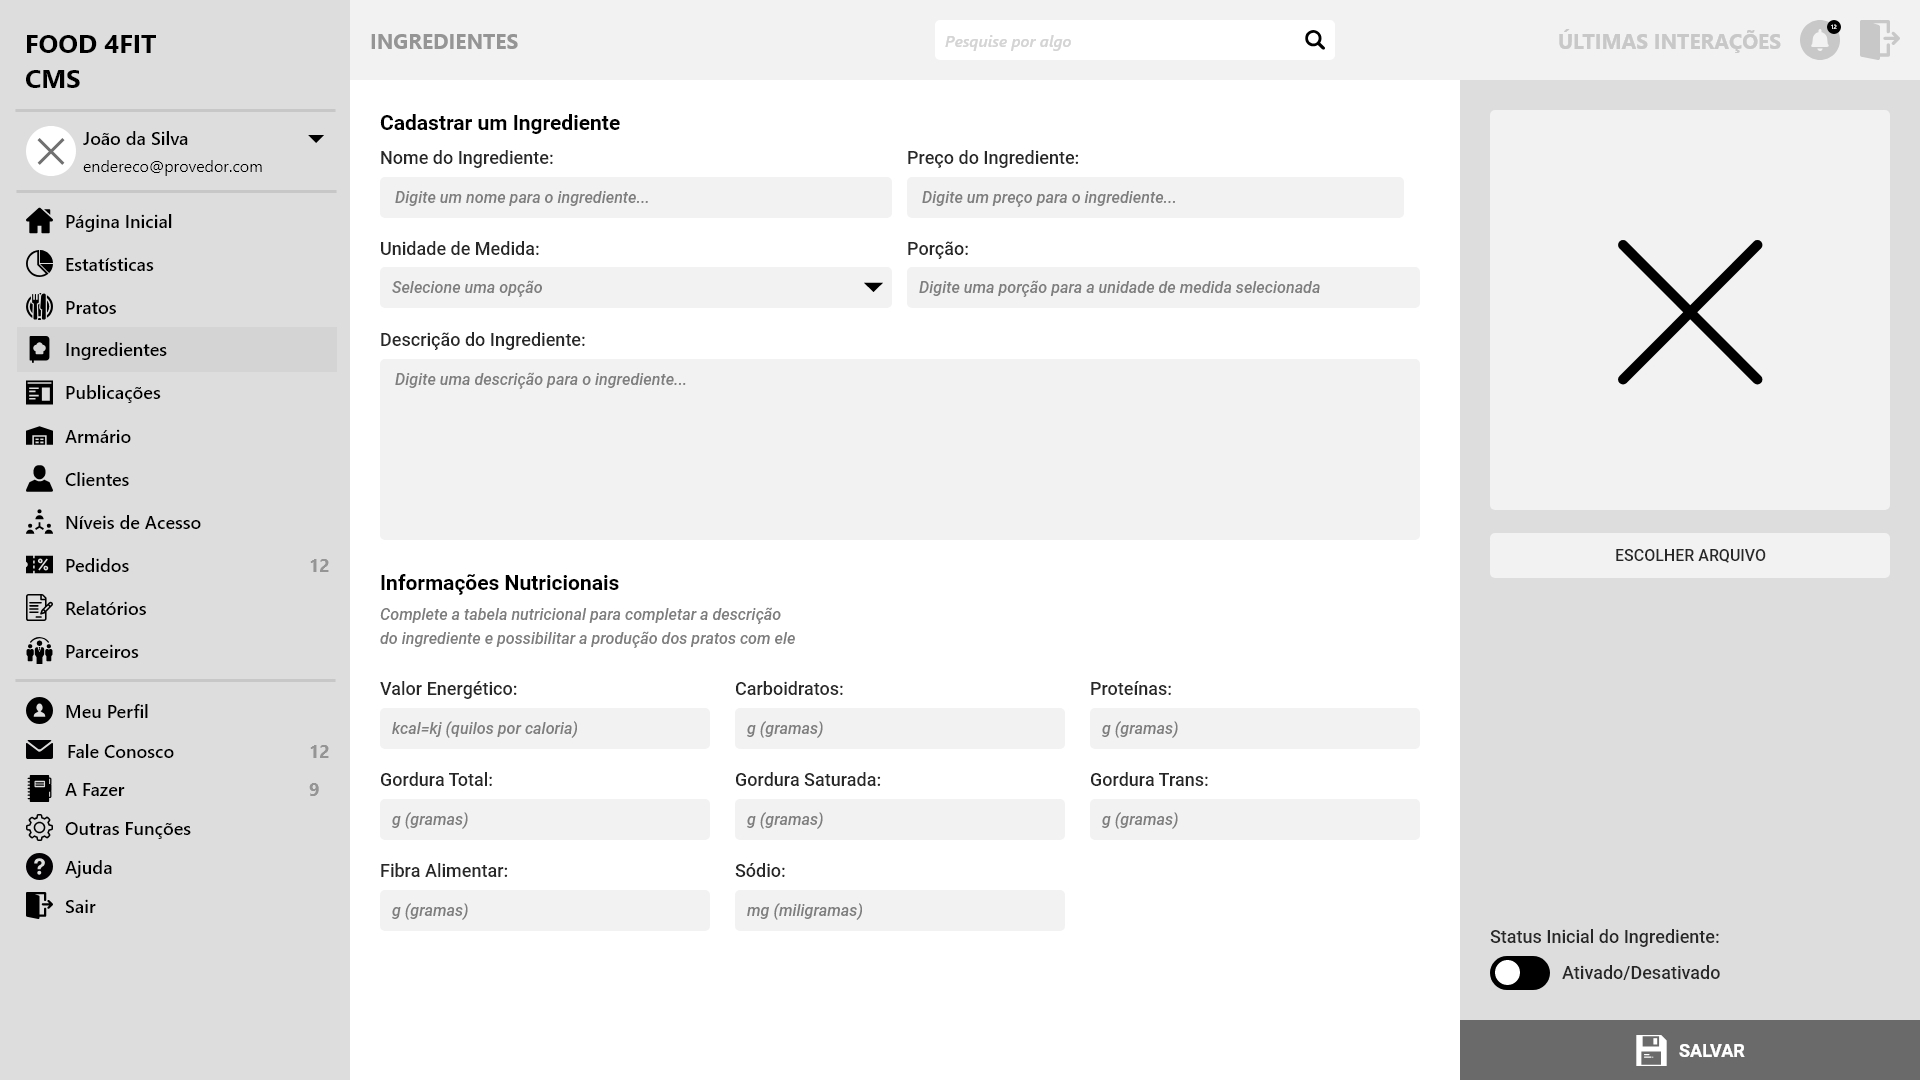 FOOD 4FIT
CMS
João da Silva
endereco@provedor.com
Página Inicial
Estatísticas
Pratos
Ingredientes
Publicações
Armário
Clientes
Níveis de Acesso
Pedidos 12
Relatórios
Parceiros
Meu Perfil
Fale Conosco 12
A Fazer 9
Outras Funções
Ajuda
Sair
INGREDIENTES
Pesquise por algo
ÚLTIMAS INTERAÇÕES
12
Cadastrar um Ingrediente
Nome do Ingrediente: Preço do Ingrediente:
Digite um nome para o ingrediente... Digite um preço para o ingrediente...
Unidade de Medida: Porção:
Selecione uma opção Digite uma porção para a unidade de medida selecionada
Descrição do Ingrediente:
Digite uma descrição para o ingrediente...
Informações Nutricionais
Complete a tabela nutricional para completar a descrição
do ingrediente e possibilitar a produção dos pratos com ele
Valor Energético: Carboidratos: Proteínas:
kcal=kj (quilos por caloria) g (gramas) g (gramas)
Gordura Total: Gordura Saturada: Gordura Trans:
g (gramas) g (gramas) g (gramas)
Fibra Alimentar: Sódio:
g (gramas) mg (miligramas)
ESCOLHER ARQUIVO
Status Inicial do Ingrediente:
Ativado/Desativado
SALVAR